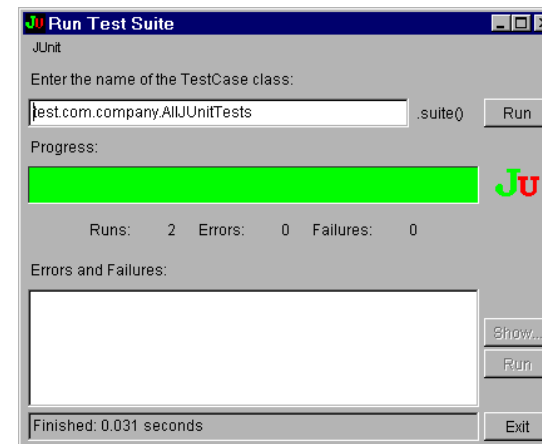 JU Run Test Suite
JUnit
Enter the name of the TestCase class:
test.com.company.AllJUnitTests .suite() Run
Progress:
JU
Runs: 2 Errors: 0 Failures: 0
Errors and Failures:
Show...
Run
Finished: 0.031 seconds Exit